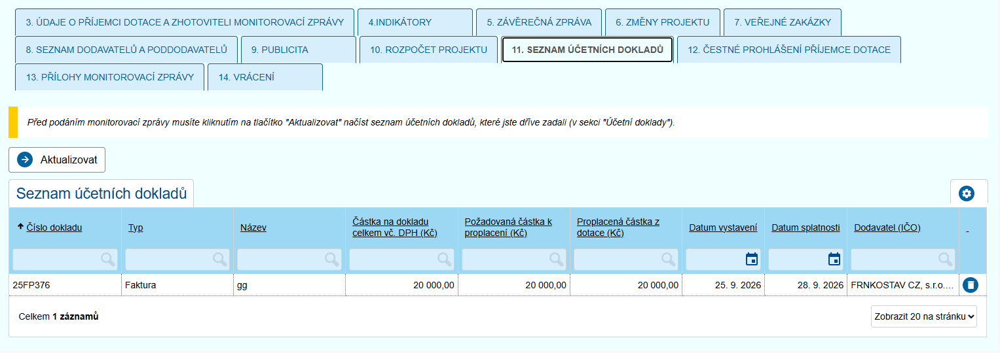 3. ÚDAJE O PŘÍJEMCI DOTACE A ZHOTOVITELI MONITOROVACÍ ZPRÁVY
4.INDIKÁTORY
5. ZÁVĚREČNÁ ZPRÁVA
6. ZMĚNY PROJEKTU
7. VEŘEJNÉ ZAKÁZKY
8. SEZNAM DODAVATELŮ A PODDODAVATELŮ
9. PUBLICITA
10. ROZPOČET PROJEKTU
11. SEZNAM ÚČETNÍCH DOKLADŮ
12. ČESTNÉ PROHLÁŠENÍ PŘÍJEMCE DOTACE
13. PŘÍLOHY MONITOROVACÍ ZPRÁVY
14. VRÁCENÍ
Před podáním monitorovací zprávy musíte kliknutím na tlačítko "Aktualizovat" načíst seznam účetních dokladů, které jste dříve zadali (v sekci "Účetní doklady").
Aktualizovat
Seznam účetních dokladů
Číslo dokladu
Typ
Název
Částka na dokladu
celkem vč. DPH (Kč)
Požadovaná částka k
proplacení (Kč)
Proplacená částka z
dotace (Kč)
Datum vystavení
Datum splatnosti
Dodavatel (IČO)
25FP376
Faktura
gg
20 000,00
20 000,00
20 000,00
25. 9. 2026
28. 9. 2026
FRNKOSTAV CZ, s.r.o....
Celkem 1 záznamů
Zobrazit 20 na stránku